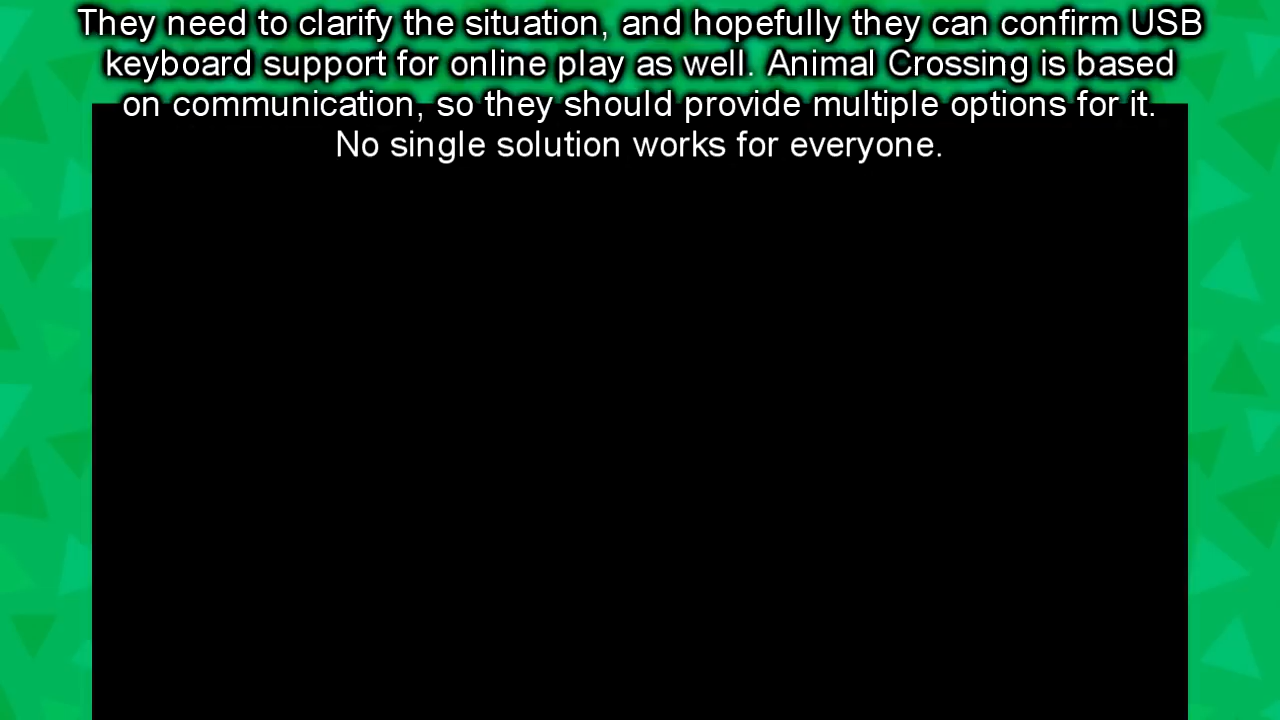 They need to clarify the situation, and hopefully they can confirm USB
keyboard support for online play as well. Animal Crossing is based
on communication, so they should provide multiple options for it.
No single solution works for everyone.